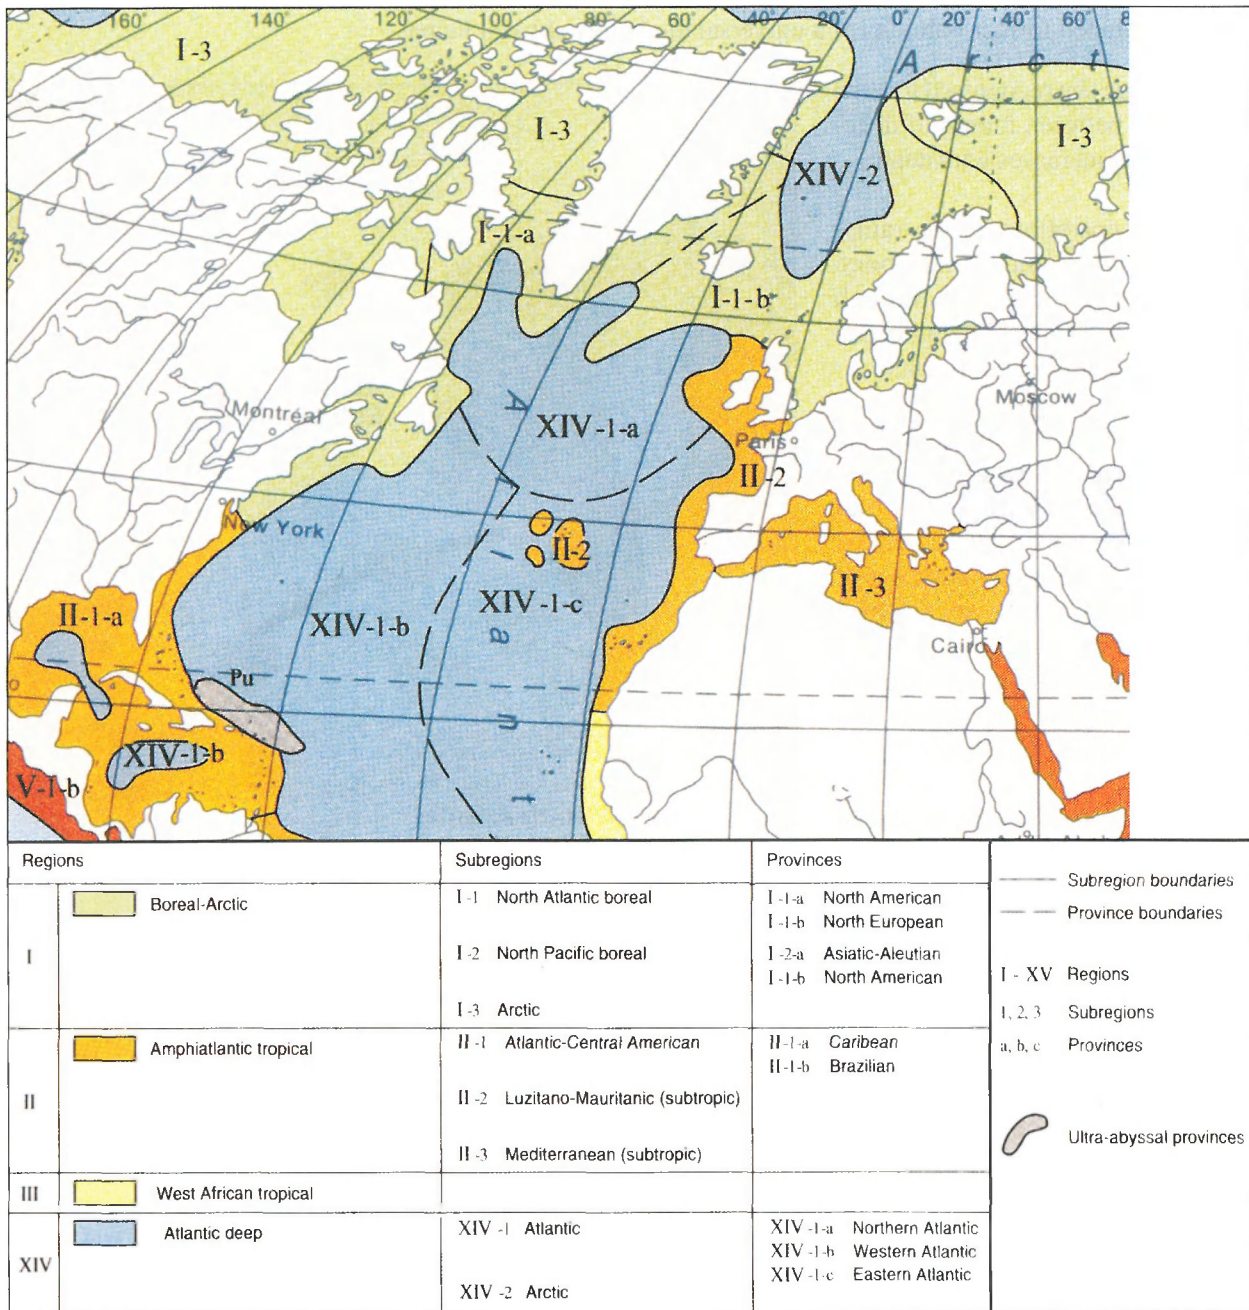 160° 140° 120° 100° 80° 60° 40° 20° 0° 20° 40° 60° 8
A r c t
I-3
I-3
I-3
XIV-2
I-1-a
I-1-b
Montréal
Moscow
XIV-1-a
Paris
II-2
New York
II-2
A t l a n t
II-1-a
XIV-1-b
XIV-1-c
II-3
Cairo
Pu
XIV-1-b
V-1-b
Regions Subregions Provinces
I Boreal-Arctic
I-1 North Atlantic boreal
I-1-a North American
I-1-b North European
I-2 North Pacific boreal
I-2-a Asiatic-Aleutian
I-1-b North American
I-3 Arctic
II Amphiatlantic tropical
II-1 Atlantic-Central American
II-1-a Caribean
II-1-b Brazilian
II-2 Luzitano-Mauritanic (subtropic)
II-3 Mediterranean (subtropic)
III West African tropical
XIV Atlantic deep
XIV-1 Atlantic
XIV-1-a Northern Atlantic
XIV-1-b Western Atlantic
XIV-1-c Eastern Atlantic
XIV-2 Arctic
Subregion boundaries
Province boundaries
I - XV Regions
1, 2, 3 Subregions
a, b, c Provinces
Ultra-abyssal provinces